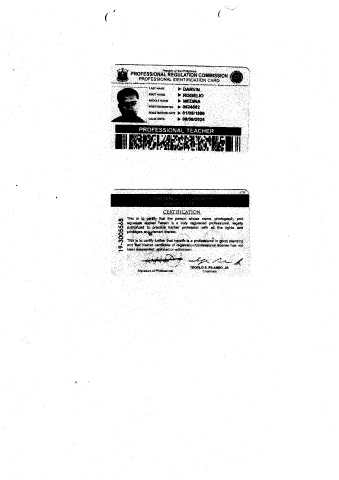 Republic of the Philippines
PROFESSIONAL REGULATION COMMISSION
PROFESSIONAL IDENTIFICATION CARD
LAST NAME ▶ DARVIN
FIRST NAME ▶ ROGELIO
MIDDLE NAME ▶ MEDINA
REGISTRATION NO. ▶ 0024602
REGISTRATION DATE ▶ 01/05/1999
VALID UNTIL ▶ 08/06/2024
PROFESSIONAL TEACHER
CERTIFICATION
This is to certify that the person whose name, photograph, and
signature appear herein is a duly registered professional, legally
authorized to practice his/her profession with all the rights and
privileges appurtenant thereto.
This is to certify further that he/she is a professional in good standing
and that his/her certificate of registration/professional license has not
been suspended, revoked or withdrawn.
19-3005568
TEOFILO S. PILANDO, JR.
Signature of Professional
Chairman